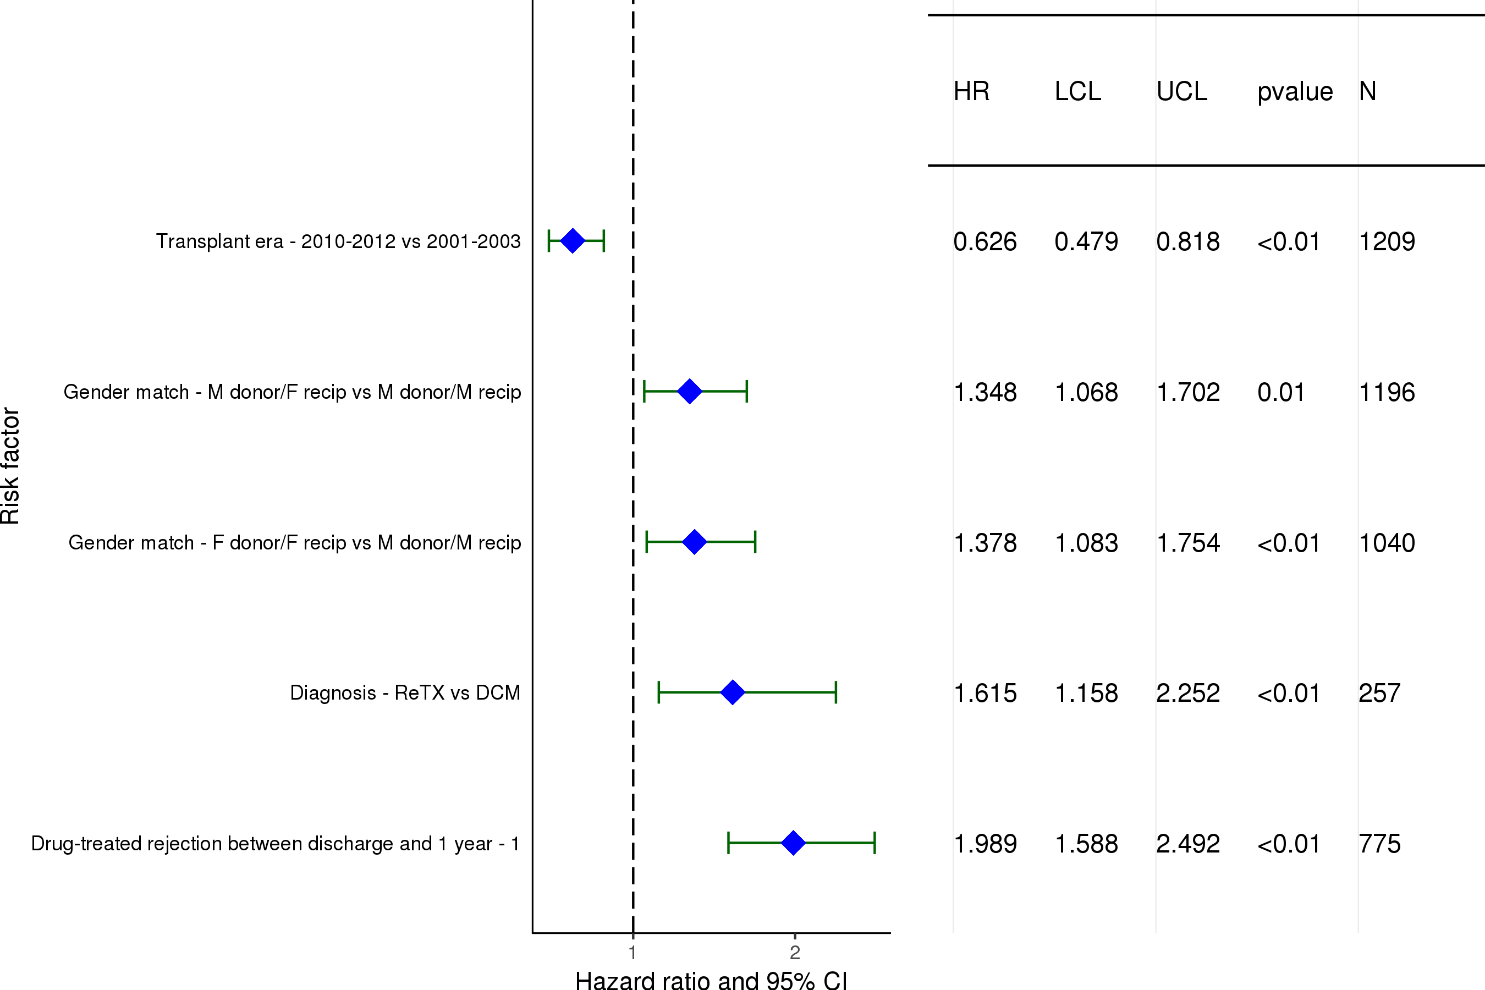 HR LCL UCL pvalue N
Transplant era - 2010-2012 vs 2001-2003 0.626 0.479 0.818 <0.01 1209
Gender match - M donor/F recip vs M donor/M recip 1.348 1.068 1.702 0.01 1196
Gender match - F donor/F recip vs M donor/M recip 1.378 1.083 1.754 <0.01 1040
Diagnosis - ReTX vs DCM 1.615 1.158 2.252 <0.01 257
Drug-treated rejection between discharge and 1 year - 1 1.989 1.588 2.492 <0.01 775
Risk factor
1 2
Hazard ratio and 95% CI